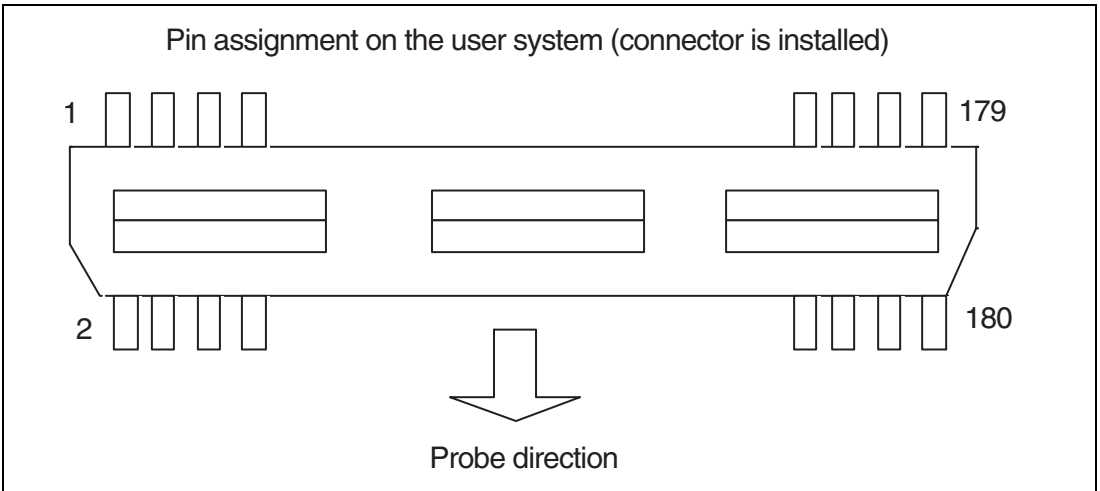 Pin assignment on the user system (connector is installed)
1
179
2
180
Probe direction